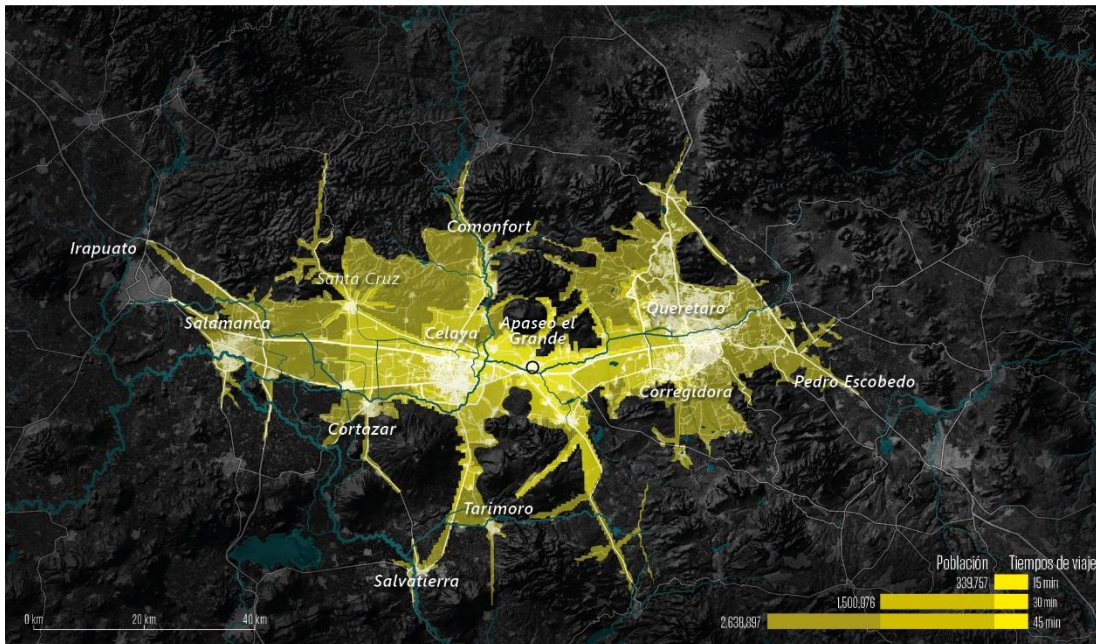 Comonfort
Irapuato
Santa Cruz
Salamanca
Celaya
Apaseo el
Grande
Querétaro
Pedro Escobedo
Corregidora
Cortazar
Tarimoro
Salvatierra
Población Tiempos de viaje
339,757 15 min
1,500,976 30 min
2,638,897 45 min
0 km 20 km 40 km